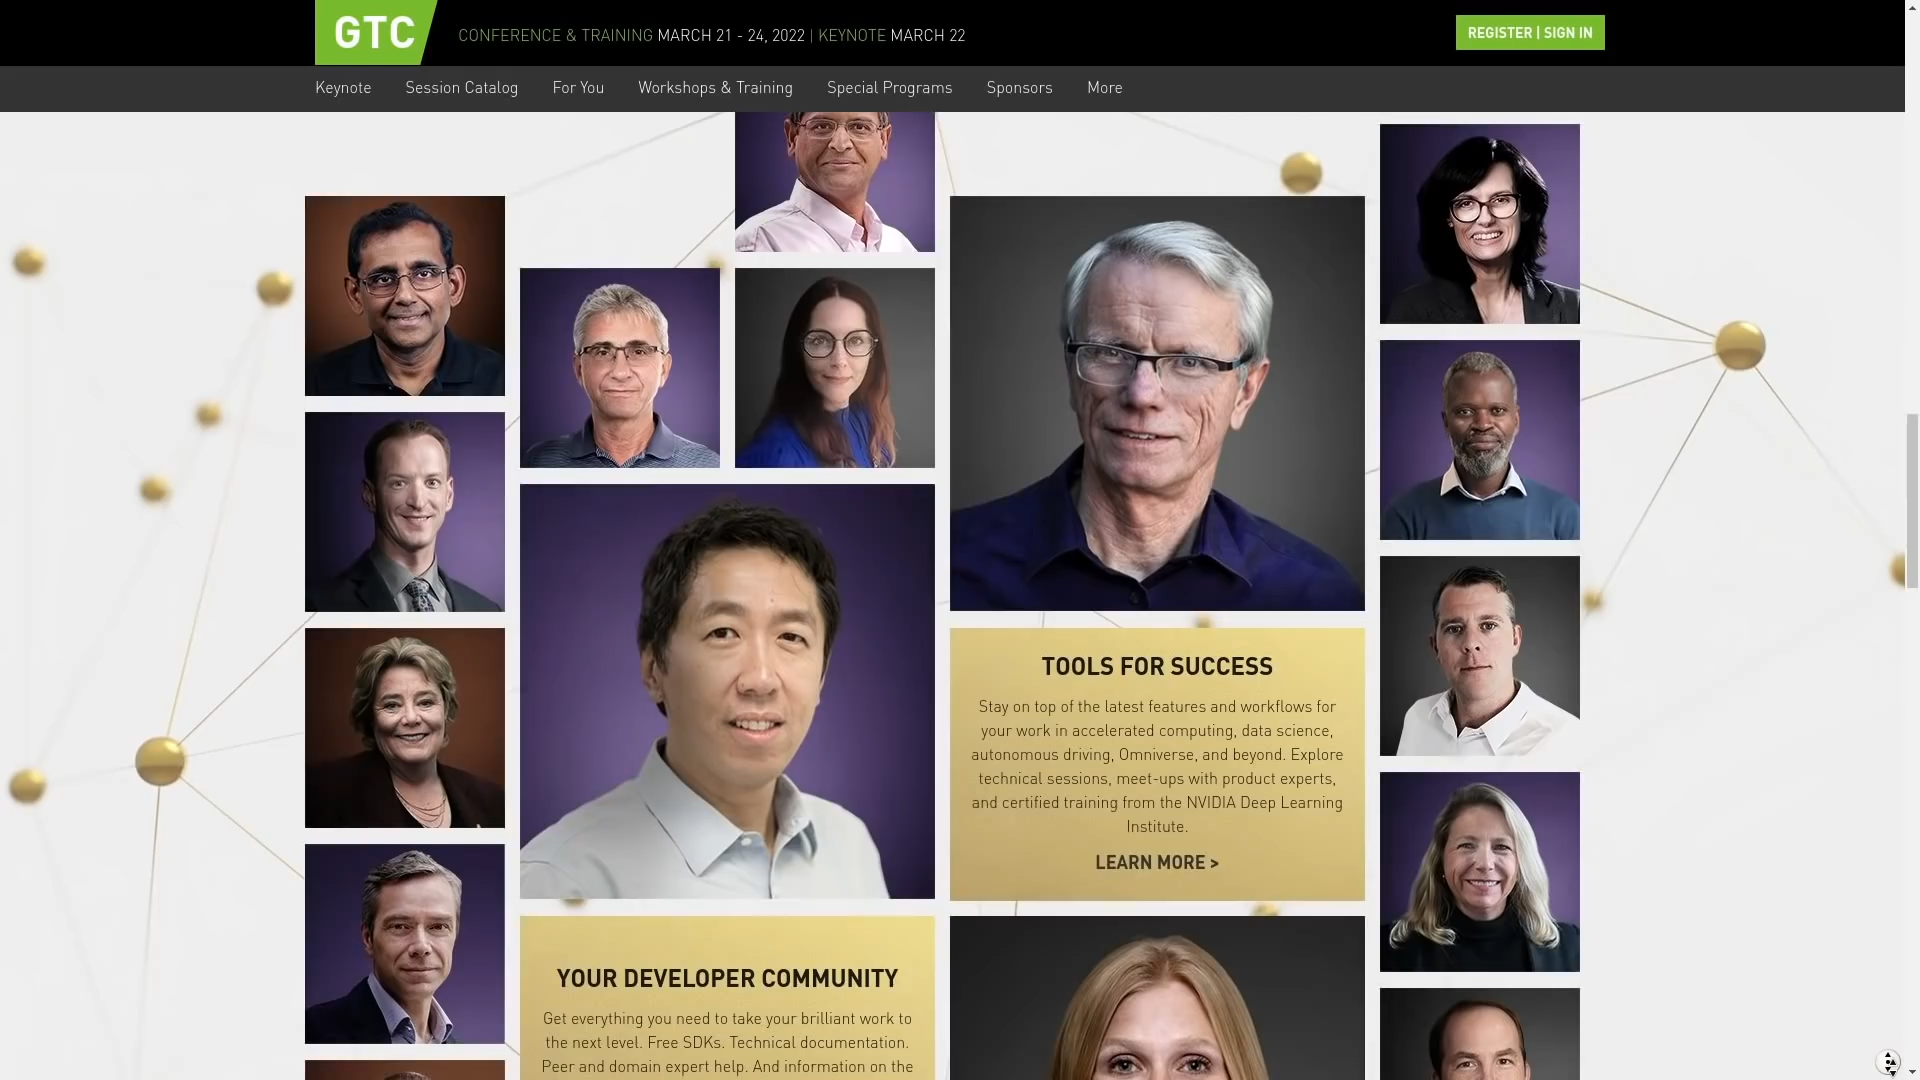 GTC
CONFERENCE & TRAINING MARCH 21 - 24, 2022 | KEYNOTE MARCH 22
REGISTER | SIGN IN
Keynote Session Catalog For You Workshops & Training Special Programs Sponsors More
TOOLS FOR SUCCESS
Stay on top of the latest features and workflows for
your work in accelerated computing, data science,
autonomous driving, Omniverse, and beyond. Explore
technical sessions, meet-ups with product experts,
and certified training from the NVIDIA Deep Learning
Institute.
LEARN MORE >
YOUR DEVELOPER COMMUNITY
Get everything you need to take your brilliant work to
the next level. Free SDKs. Technical documentation.
Peer and domain expert help. And information on the